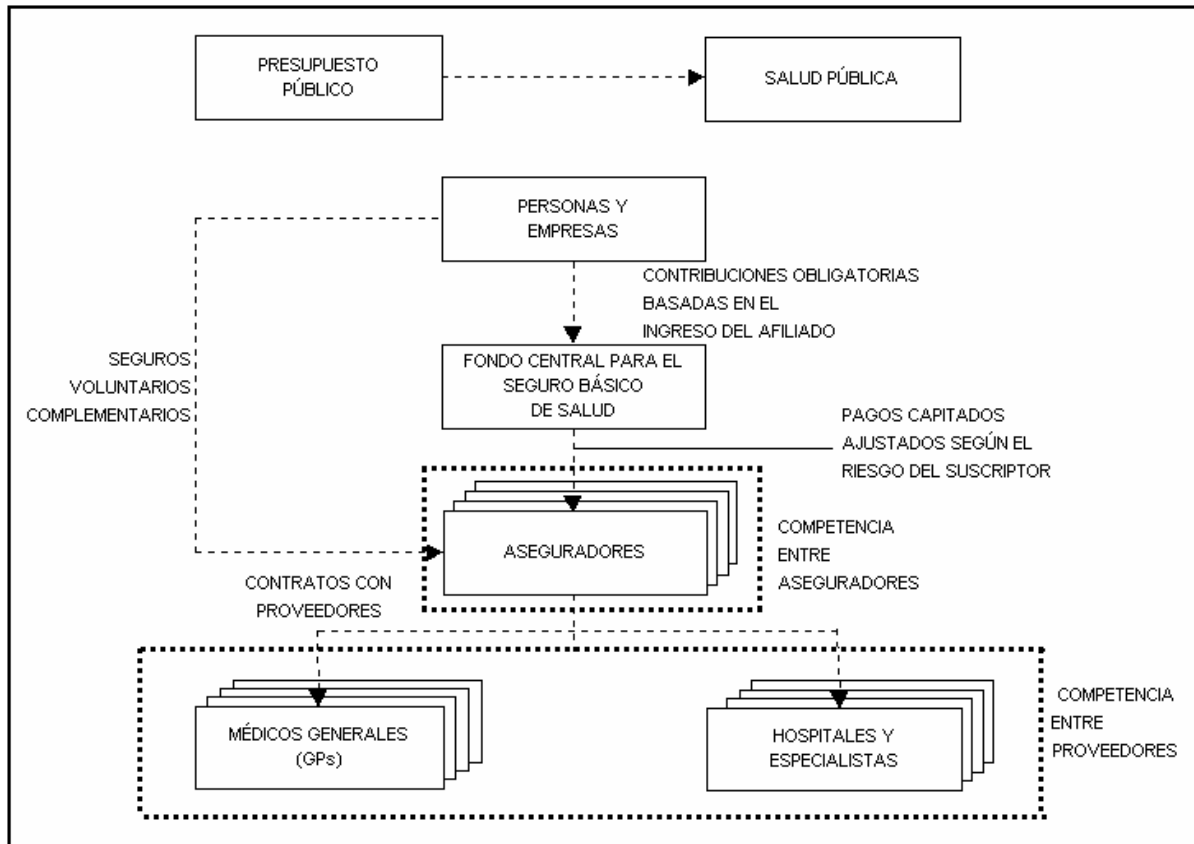 PRESUPUESTO
PÚBLICO
SALUD PÚBLICA
PERSONAS Y
EMPRESAS
CONTRIBUCIONES OBLIGATORIAS
BASADAS EN EL
INGRESO DEL AFILIADO
SEGUROS
VOLUNTARIOS
COMPLEMENTARIOS
FONDO CENTRAL PARA EL
SEGURO BÁSICO
DE SALUD
PAGOS CAPITADOS
AJUSTADOS SEGÚN EL
RIESGO DEL SUSCRIPTOR
ASEGURADORES
COMPETENCIA
ENTRE
ASEGURADORES
CONTRATOS CON
PROVEEDORES
MÉDICOS GENERALES
(GPs)
HOSPITALES Y
ESPECIALISTAS
COMPETENCIA
ENTRE
PROVEEDORES